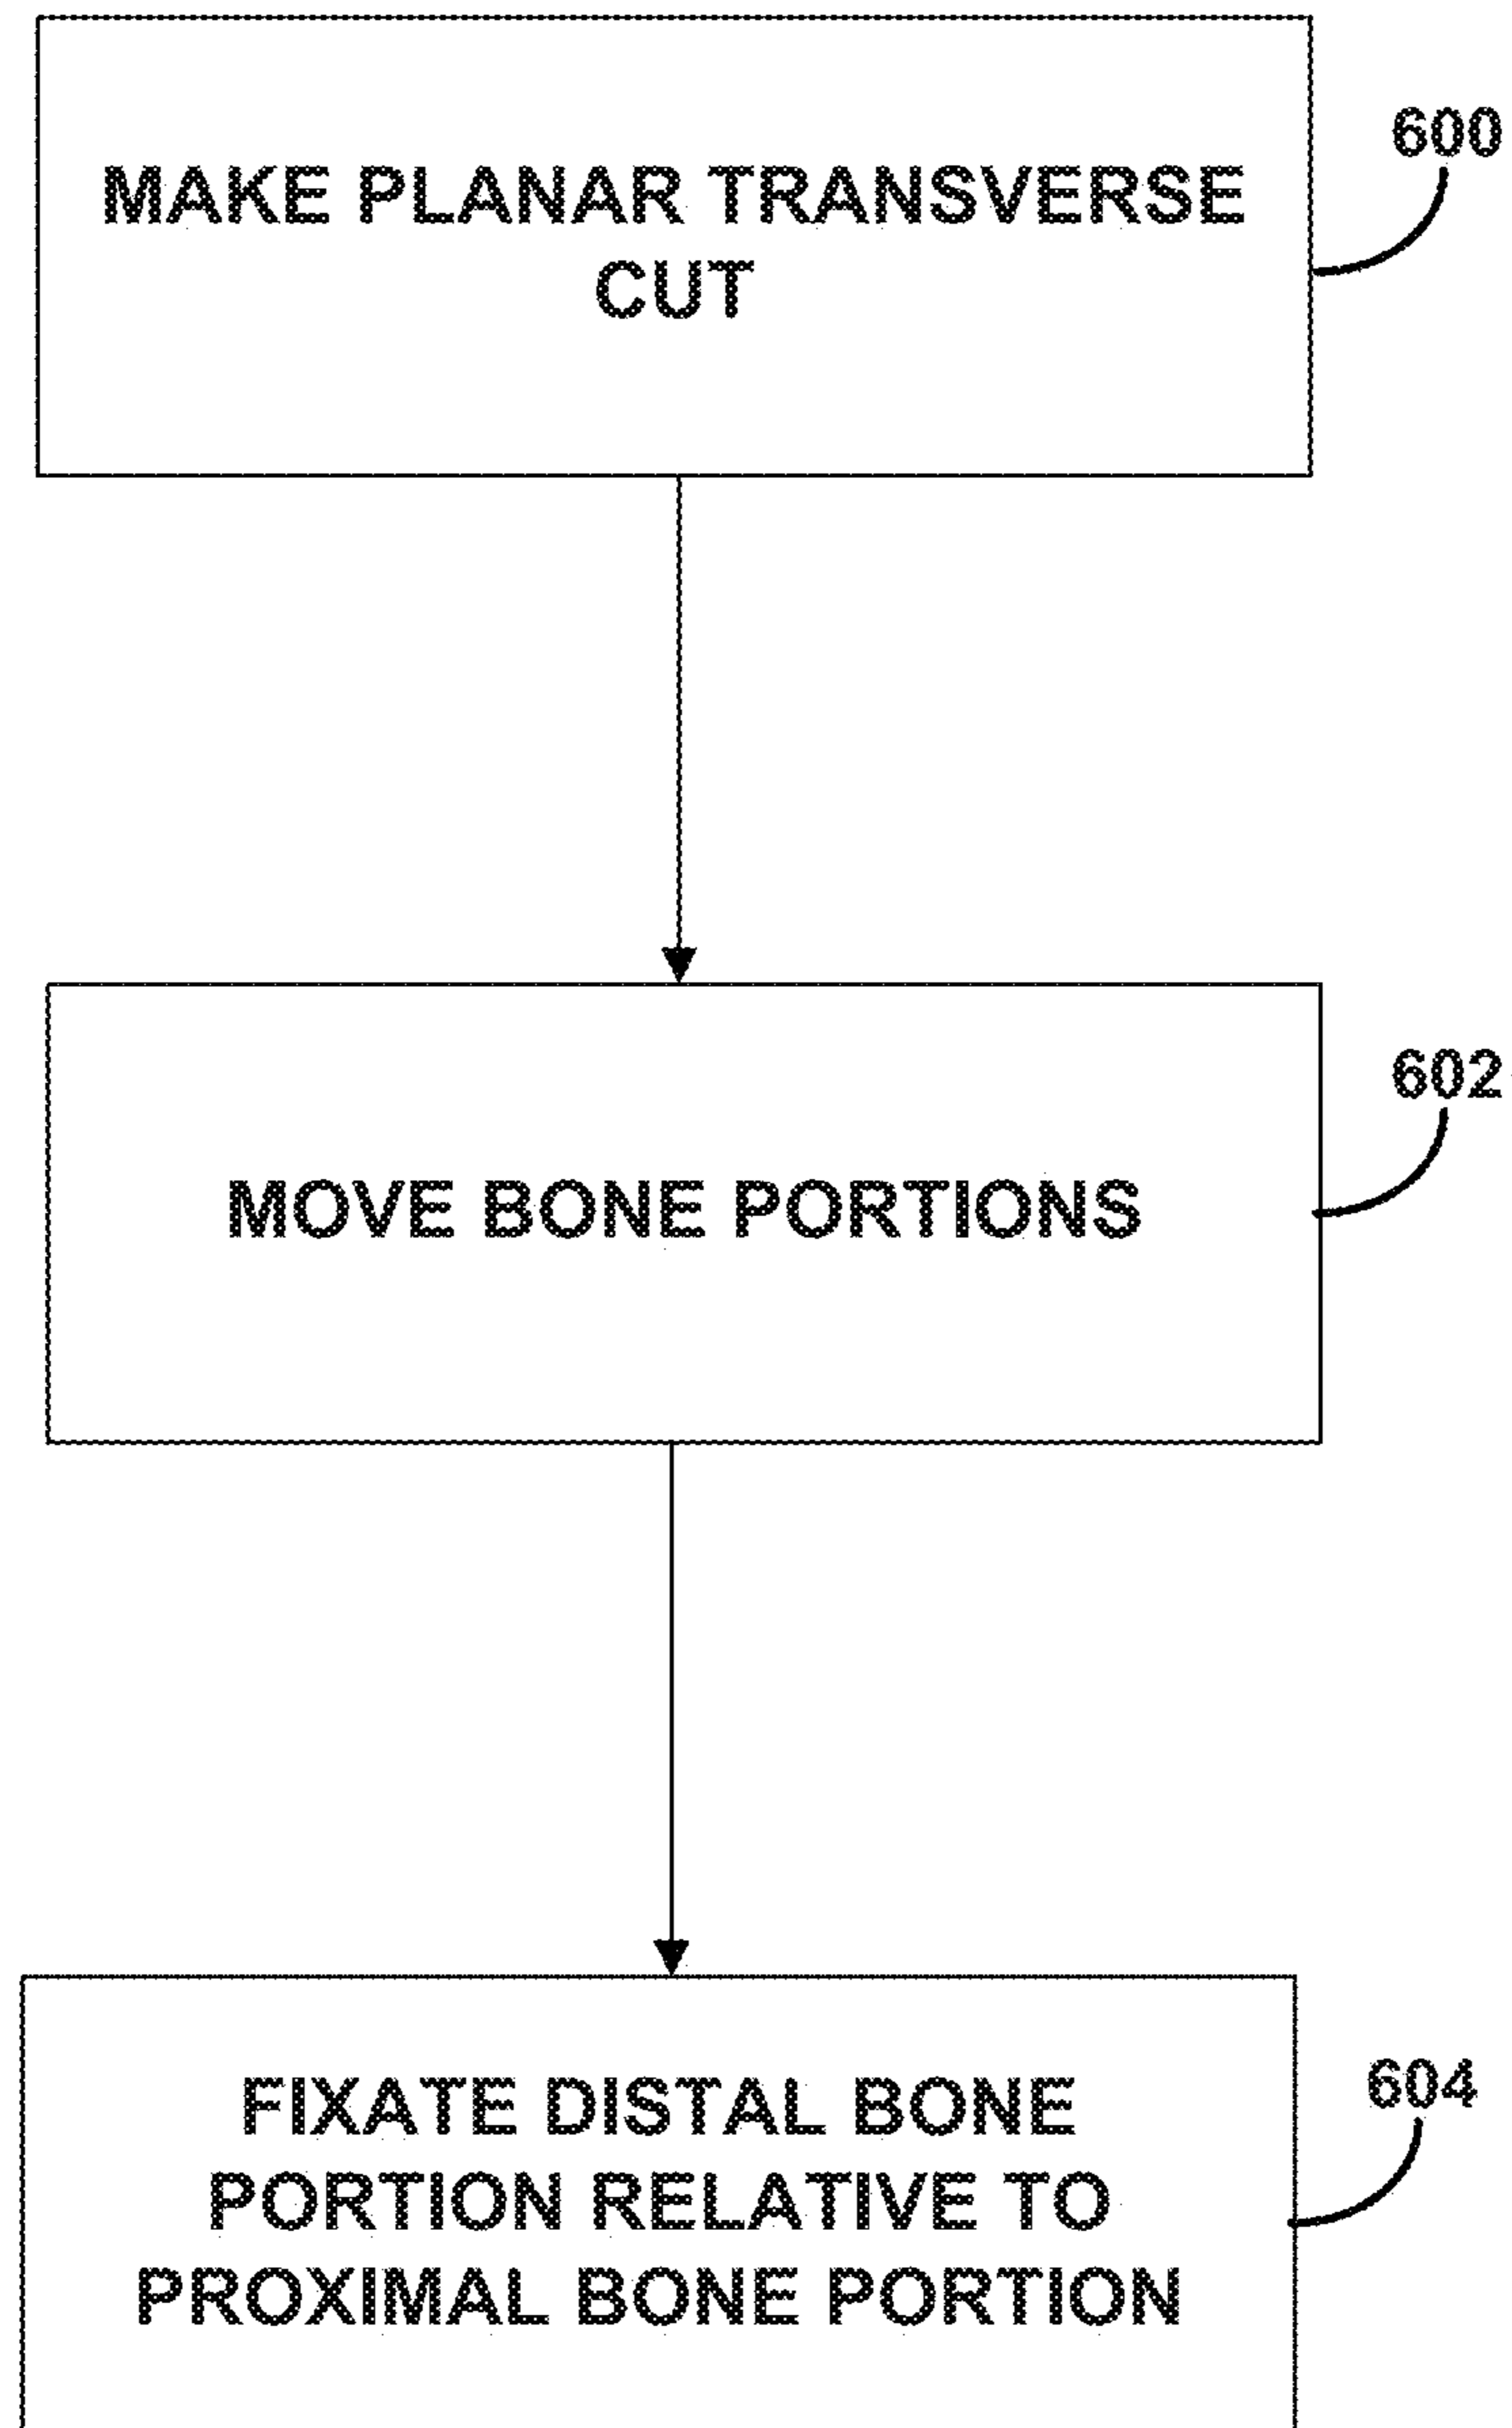 MAKE PLANAR TRANSVERSE
CUT
600
MOVE BONE PORTIONS
602
FIXATE DISTAL BONE
PORTION RELATIVE TO
PROXIMAL BONE PORTION
604